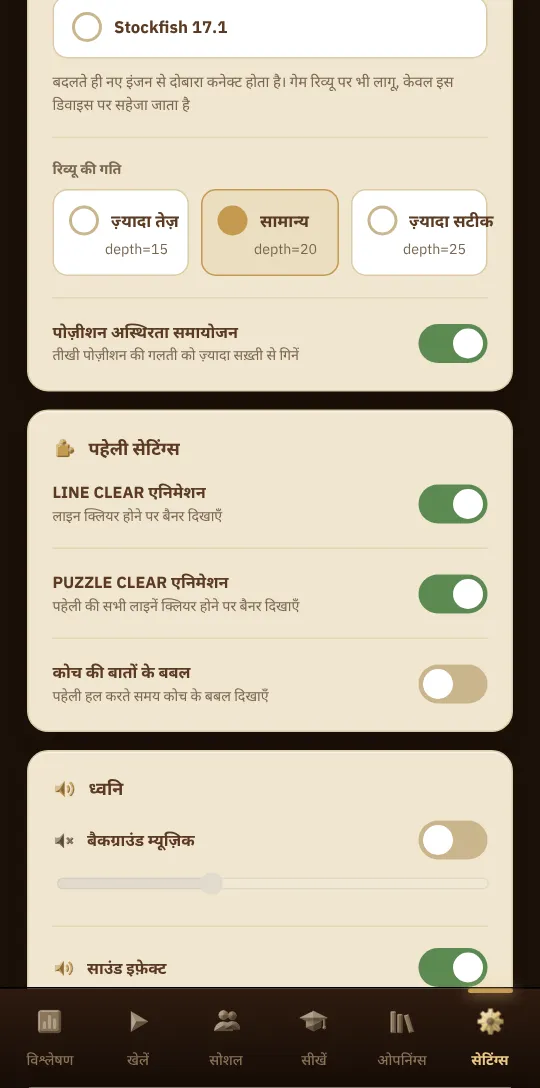 Stockfish 17.1
बदलते ही नए इंजन से दोबारा कनेक्ट होता है। गेम रिव्यू पर भी लागू, केवल इस
डिवाइस पर सहेजा जाता है
रिव्यू की गति
ज़्यादा तेज़
depth=15
सामान्य
depth=20
ज़्यादा सटीक
depth=25
पोज़ीशन अस्थिरता समायोजन
तीखी पोज़ीशन की गलती को ज़्यादा सख़्ती से गिनें
पहेली सेटिंग्स
LINE CLEAR एनिमेशन
लाइन क्लियर होने पर बैनर दिखाएँ
PUZZLE CLEAR एनिमेशन
पहेली की सभी लाइनें क्लियर होने पर बैनर दिखाएँ
कोच की बातों के बबल
पहेली हल करते समय कोच के बबल दिखाएँ
ध्वनि
बैकग्राउंड म्यूज़िक
साउंड इफ़ेक्ट
विश्लेषण
खेलें
सोशल
सीखें
ओपनिंग्स
सेटिंग्स